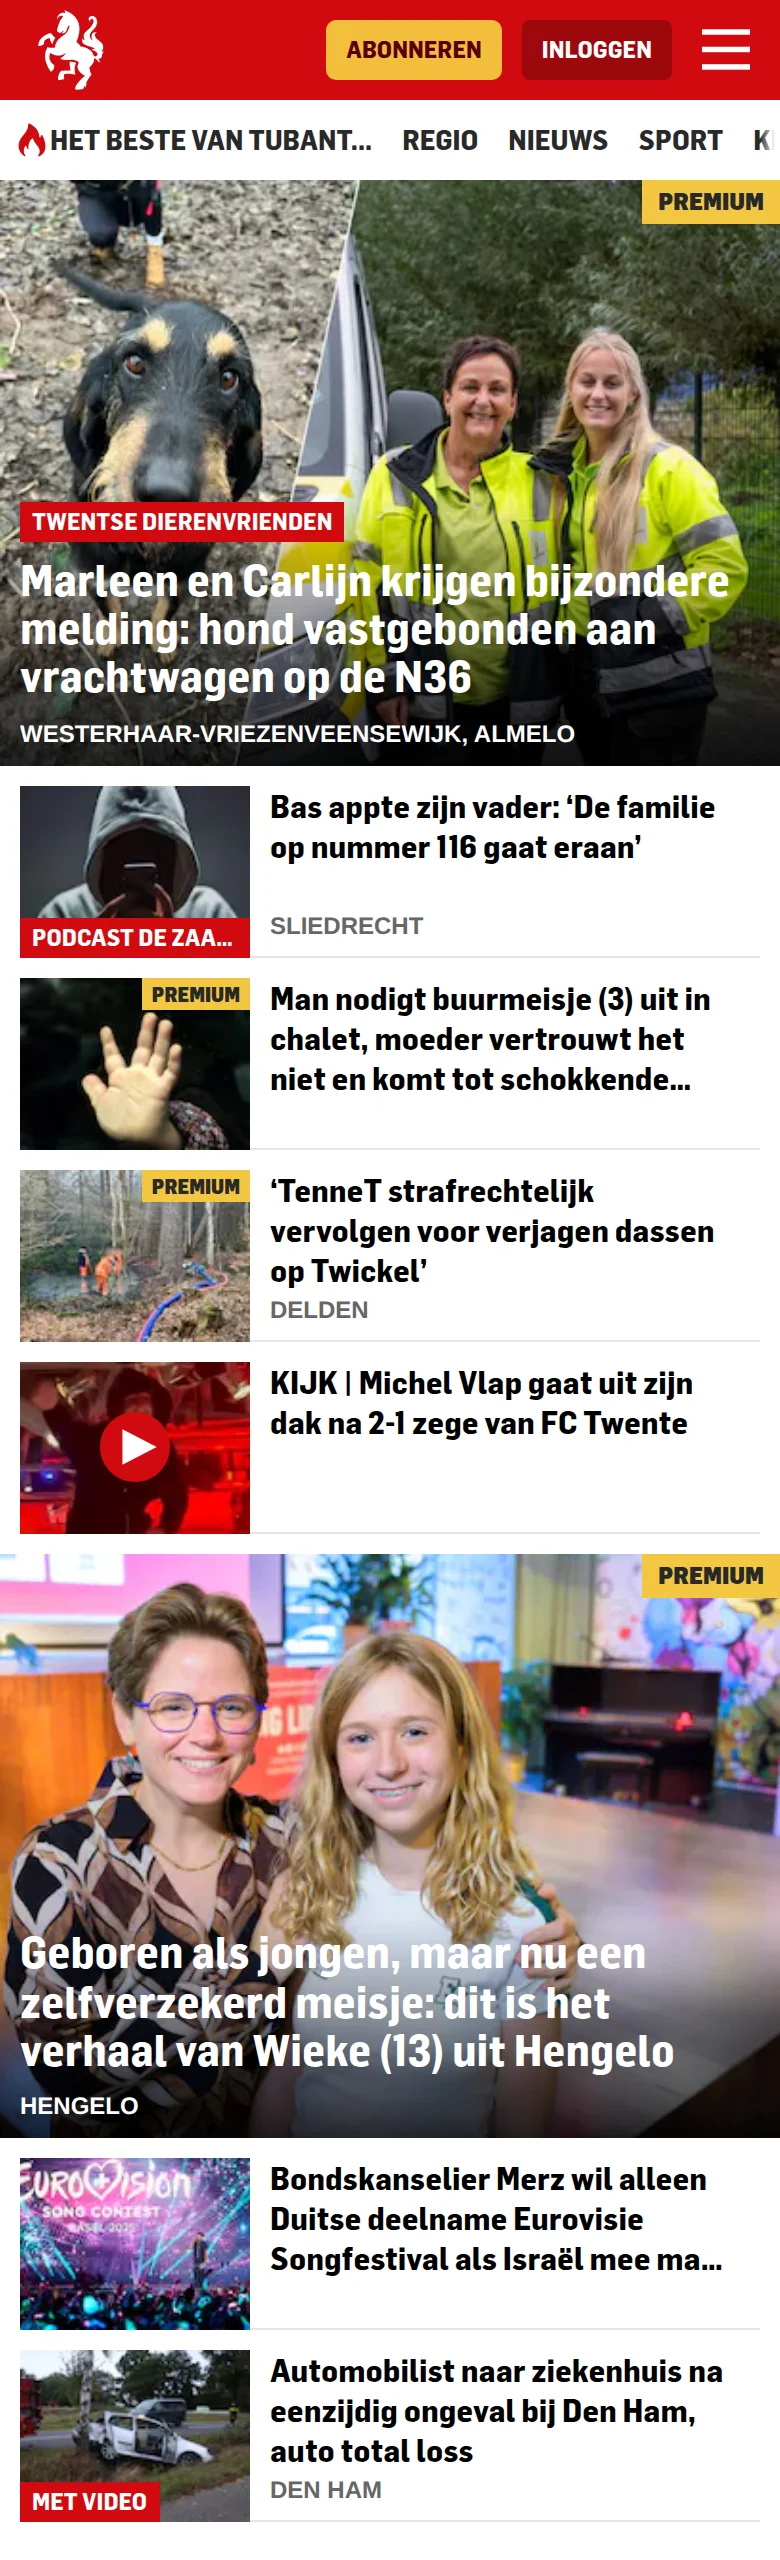 ABONNEREN
INLOGGEN
HET BESTE VAN TUBANT...
REGIO
NIEUWS
SPORT
PREMIUM
TWENTSE DIERENVRIENDEN
Marleen en Carlijn krijgen bijzondere
melding: hond vastgebonden aan
vrachtwagen op de N36
WESTERHAAR-VRIEZENVEENSEWIJK, ALMELO
PODCAST DE ZAA...
Bas appte zijn vader: ‘De familie
op nummer 116 gaat eraan’
SLIEDRECHT
PREMIUM
Man nodigt buurmeisje (3) uit in
chalet, moeder vertrouwt het
niet en komt tot schokkende...
PREMIUM
‘TenneT strafrechtelijk
vervolgen voor verjagen dassen
op Twickel’
DELDEN
KIJK | Michel Vlap gaat uit zijn
dak na 2-1 zege van FC Twente
PREMIUM
Geboren als jongen, maar nu een
zelfverzekerd meisje: dit is het
verhaal van Wieke (13) uit Hengelo
HENGELO
EUROVISION
SONG CONTEST
BASEL 2025
Bondskanselier Merz wil alleen
Duitse deelname Eurovisie
Songfestival als Israël mee ma...
MET VIDEO
Automobilist naar ziekenhuis na
eenzijdig ongeval bij Den Ham,
auto total loss
DEN HAM